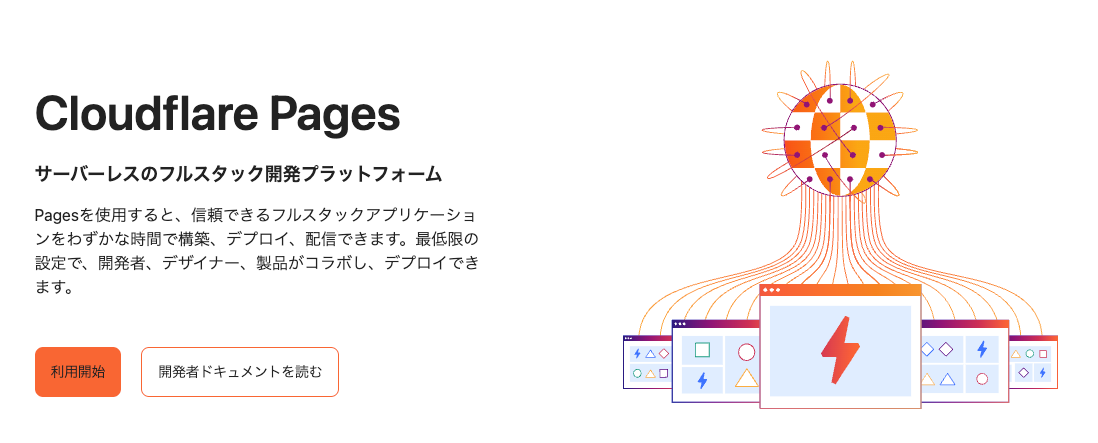 Cloudflare Pages
サーバーレスのフルスタック開発プラットフォーム
Pagesを使用すると、信頼できるフルスタックアプリケーショ
ンをわずかな時間で構築、デプロイ、配信できます。最低限の
設定で、開発者、デザイナー、製品がコラボし、デプロイでき
ます。
利用開始
開発者ドキュメントを読む